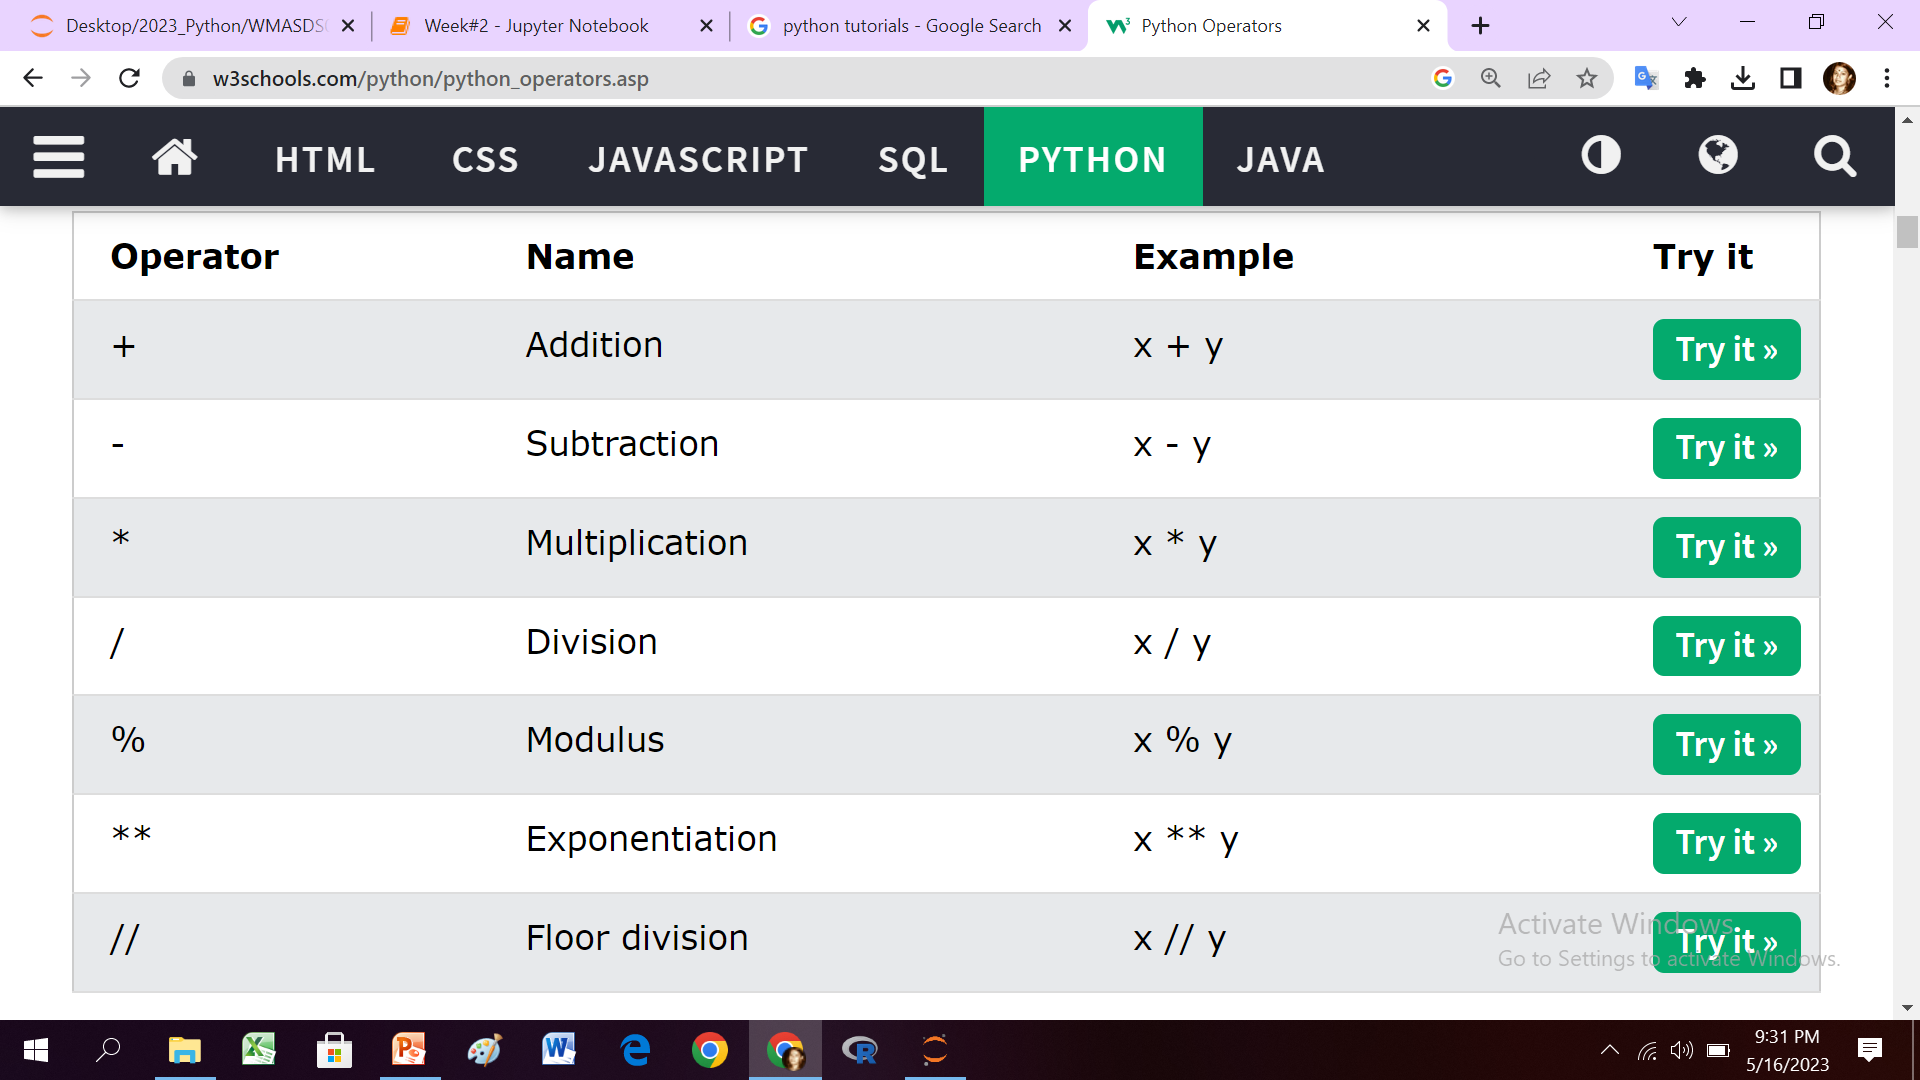 Desktop/2023_Python/WMASDS
Week#2 - Jupyter Notebook
python tutorials - Google Search
Python Operators
w3schools.com/python/python_operators.asp
HTML CSS JAVASCRIPT SQL PYTHON JAVA
Operator Name Example Try it
+ Addition x + y Try it »
- Subtraction x - y Try it »
* Multiplication x * y Try it »
/ Division x / y Try it »
% Modulus x % y Try it »
** Exponentiation x ** y Try it »
// Floor division x // y Try it »
Activate Windows
Go to Settings to activate Windows.
9:31 PM
5/16/2023